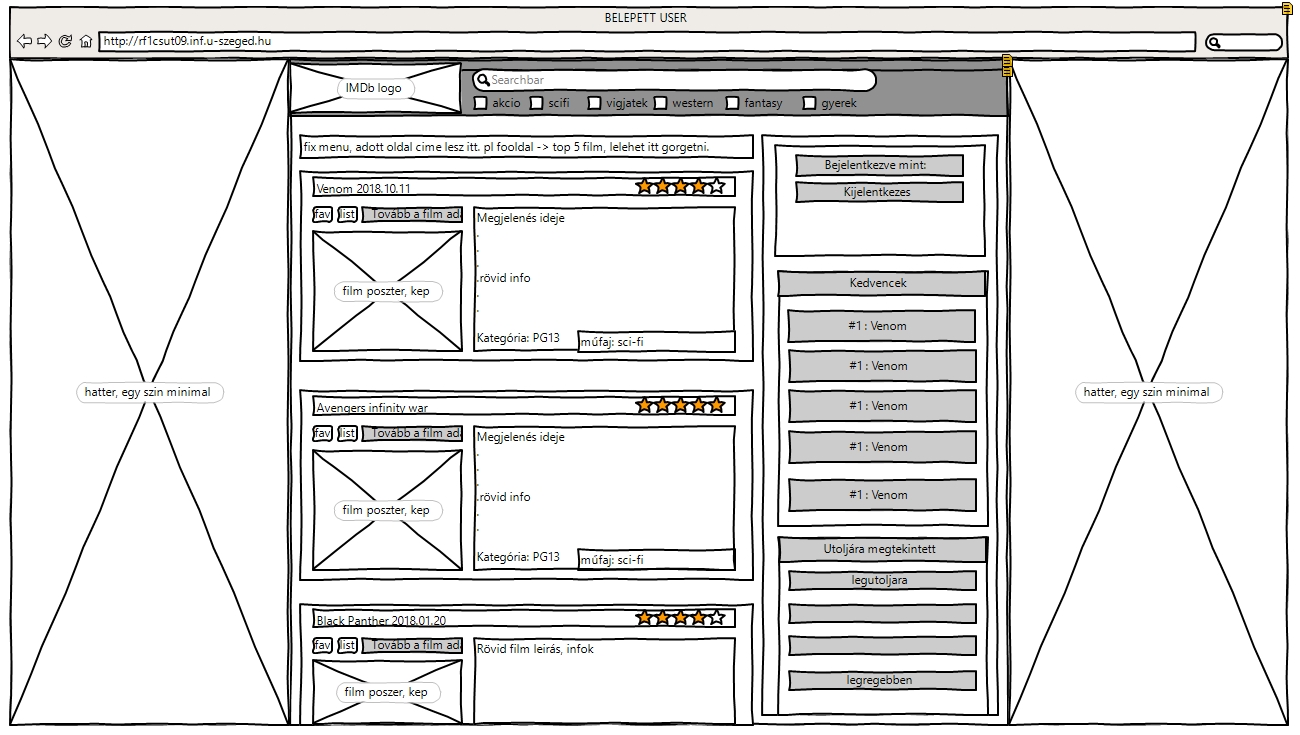 BELEPETT USER
http://rf1csut09.inf.u-szeged.hu
IMDb logo
Searchbar
akcio scifi vigjatek western fantasy gyerek
fix menu, adott oldal cime lesz itt. pl fooldal -> top 5 film, lelehet itt gorgetni.
Venom 2018.10.11
fav list Tovább a film ad
Megjelenés ideje
.
.
.
.rövid info
.
.
Kategória: PG13
műfaj: sci-fi
film poszter, kep
Avengers infinity war
fav list Tovább a film ad
Megjelenés ideje
.
.
.
.rövid info
.
.
Kategória: PG13
műfaj: sci-fi
film poszter, kep
Black Panther 2018.01.20
fav list Tovább a film ad
Rövid film leirás, infok
film poszer, kep
Bejelentkezve mint:
Kijelentkezes
Kedvencek
#1 : Venom
#1 : Venom
#1 : Venom
#1 : Venom
#1 : Venom
Utoljára megtekintett
legutoljara
legregebben
hatter, egy szin minimal
hatter, egy szin minimal